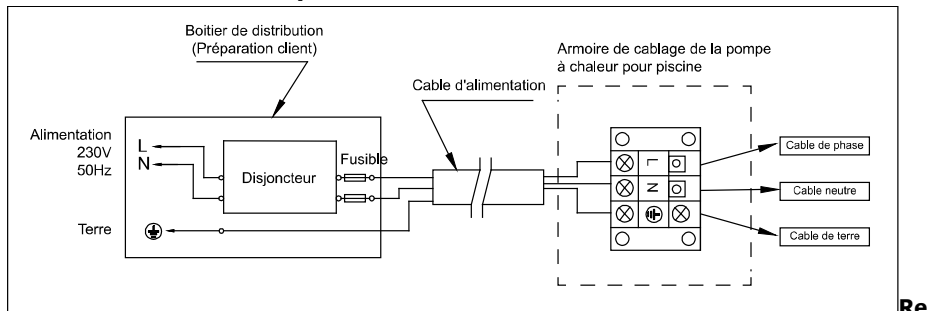 Boitier de distribution
(Préparation client)
Armoire de cablage de la pompe
à chaleur pour piscine
Cable d'alimentation
Alimentation
230V
50Hz
L
N
Disjoncteur
Fusible
Terre
L
N
Cable de phase
Cable neutre
Cable de terre
Re